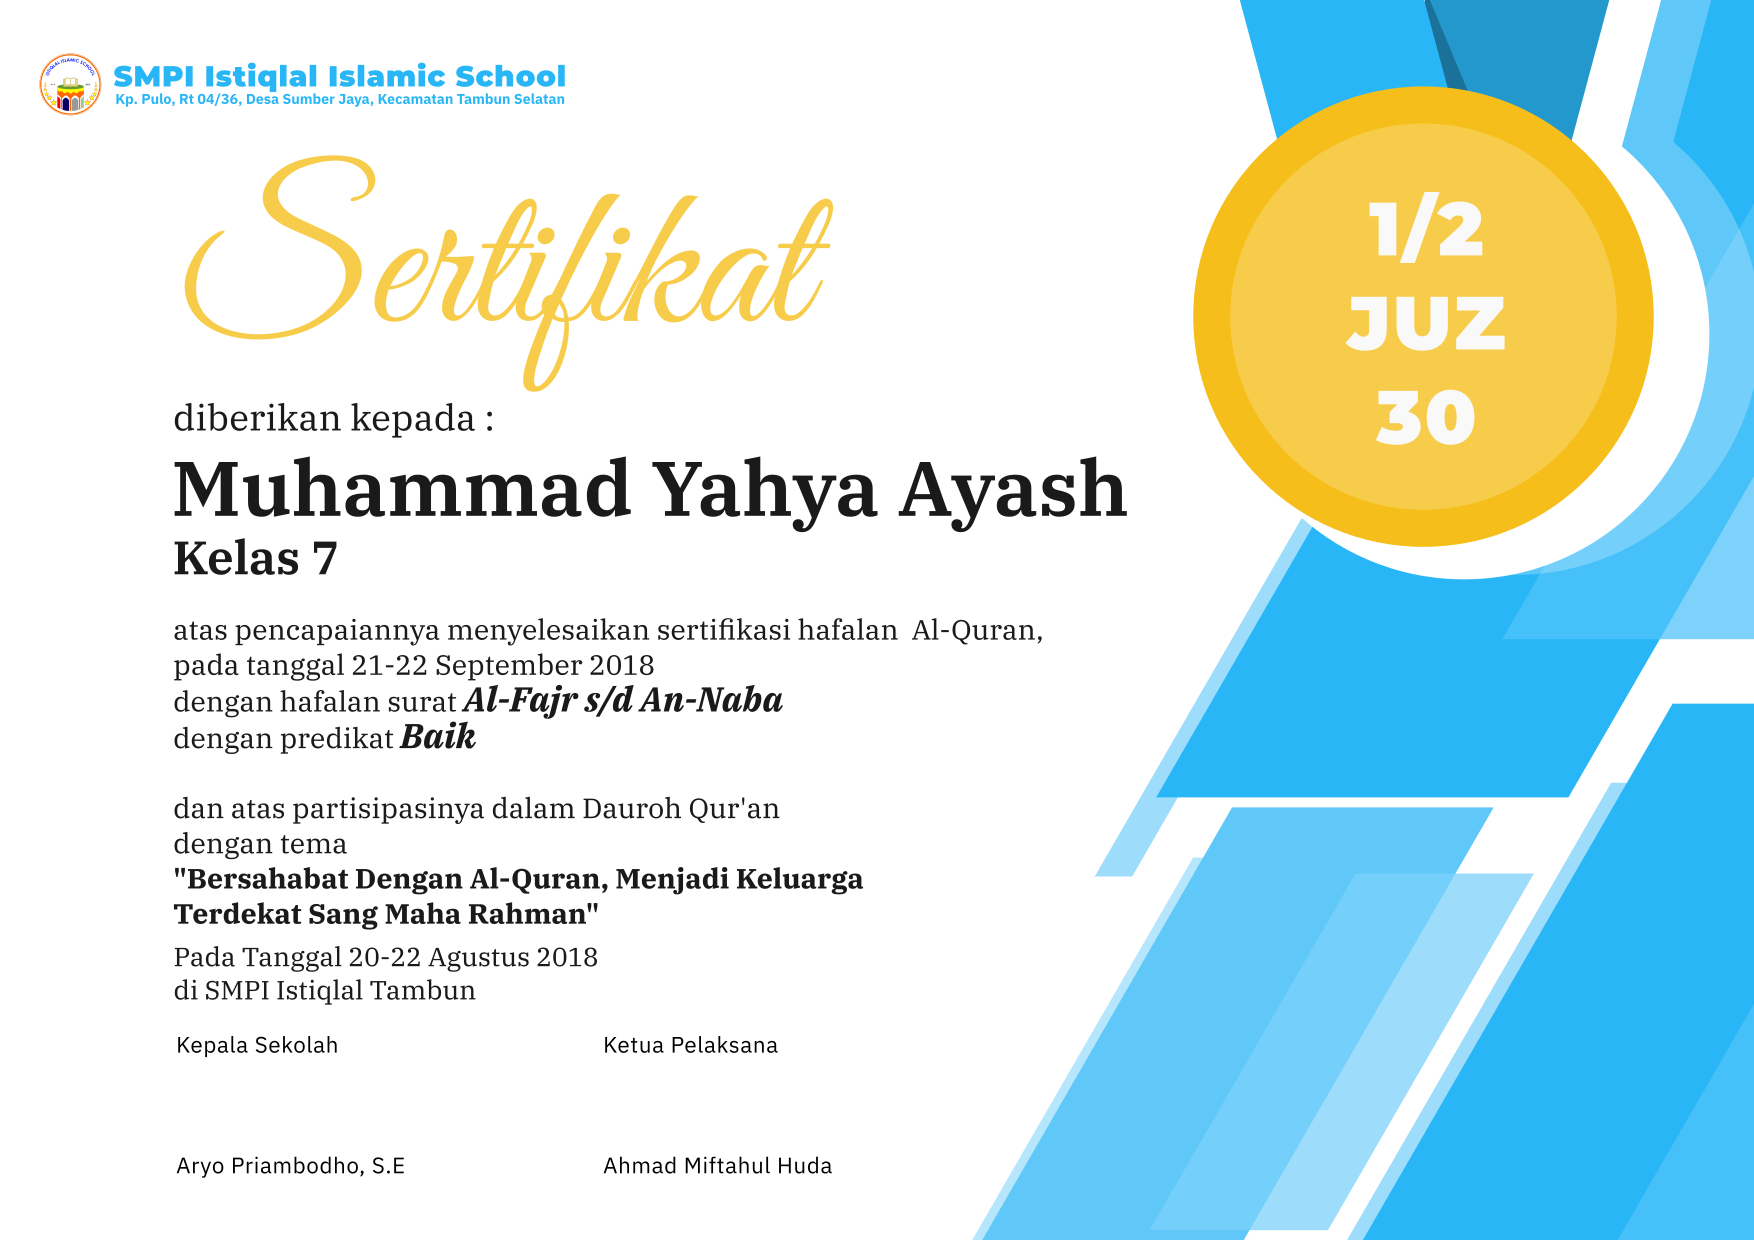 ISTIQLAL ISLAMIC SCHOOL
SMPI Istiqlal Islamic School
Kp. Pulo, Rt 04/36, Desa Sumber Jaya, Kecamatan Tambun Selatan
Sertifikat
1/2
JUZ
30
diberikan kepada :
Muhammad Yahya Ayash
Kelas 7
atas pencapaiannya menyelesaikan sertifikasi hafalan Al-Quran,
pada tanggal 21-22 September 2018
dengan hafalan surat Al-Fajr s/d An-Naba
dengan predikat Baik
dan atas partisipasinya dalam Dauroh Qur'an
dengan tema
"Bersahabat Dengan Al-Quran, Menjadi Keluarga
Terdekat Sang Maha Rahman"
Pada Tanggal 20-22 Agustus 2018
di SMPI Istiqlal Tambun
Kepala Sekolah
Ketua Pelaksana
Aryo Priambodho, S.E
Ahmad Miftahul Huda